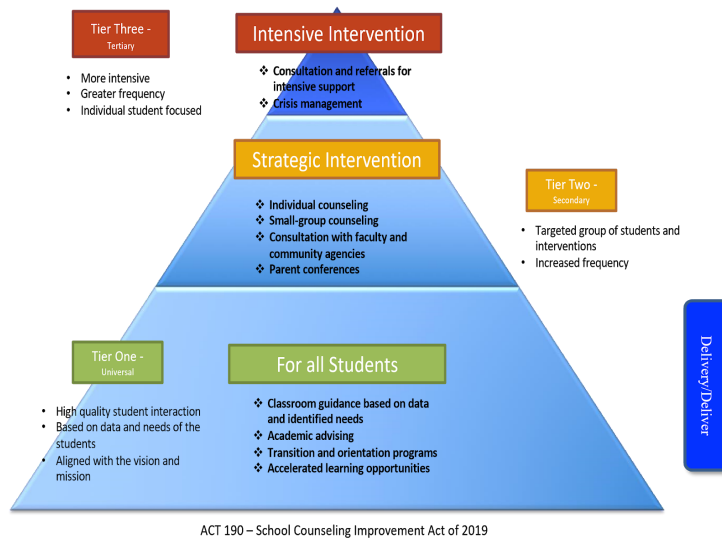 Tier Three -
Tertiary
• More intensive
• Greater frequency
• Individual student focused
Intensive Intervention
❖ Consultation and referrals for
intensive support
❖ Crisis management
Strategic Intervention
❖ Individual counseling
❖ Small-group counseling
❖ Consultation with faculty and
community agencies
❖ Parent conferences
Tier Two -
Secondary
• Targeted group of students and
interventions
• Increased frequency
Tier One -
Universal
• High quality student interaction
• Based on data and needs of the
students
• Aligned with the vision and
mission
For all Students
❖ Classroom guidance based on data
and identified needs
❖ Academic advising
❖ Transition and orientation programs
❖ Accelerated learning opportunities
Delivery/Deliver
ACT 190 – School Counseling Improvement Act of 2019